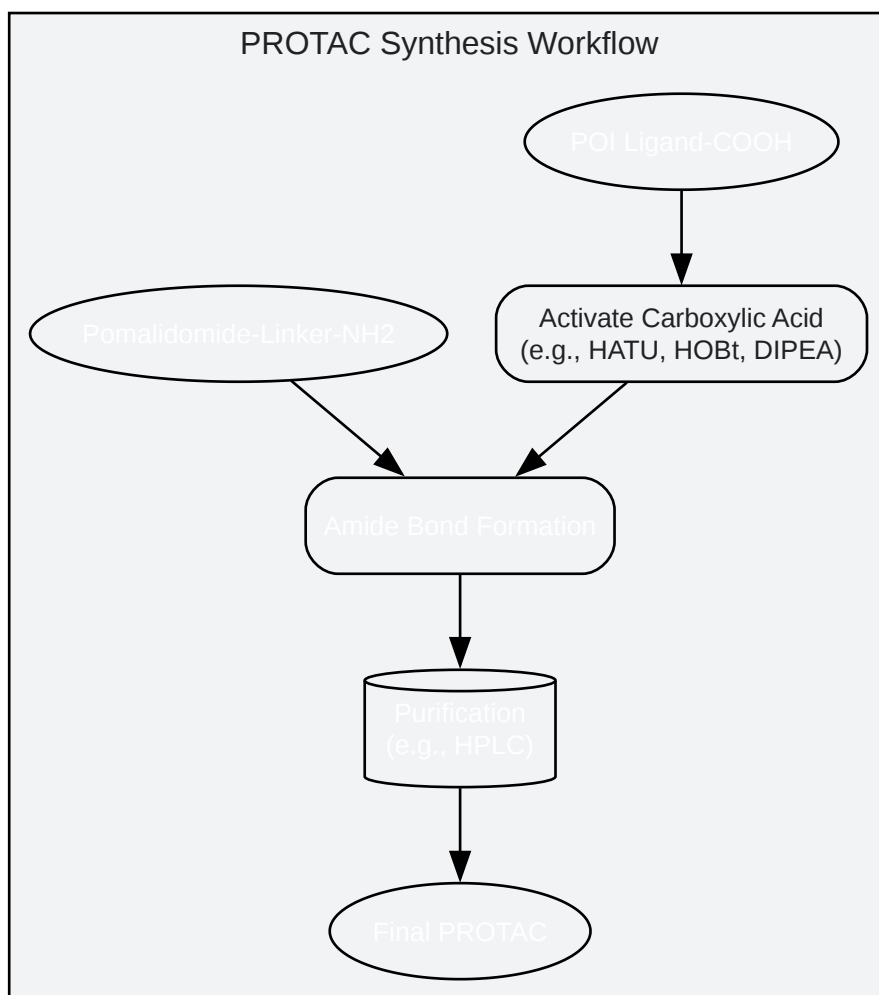 PROTAC Synthesis Workflow
POI Ligand-COOH
Pomalidomide-Linker-NH2
Activate Carboxylic Acid
(e.g., HATU, HOBt, DIPEA)
Amide Bond Formation
Purification
(e.g., HPLC)
Final PROTAC